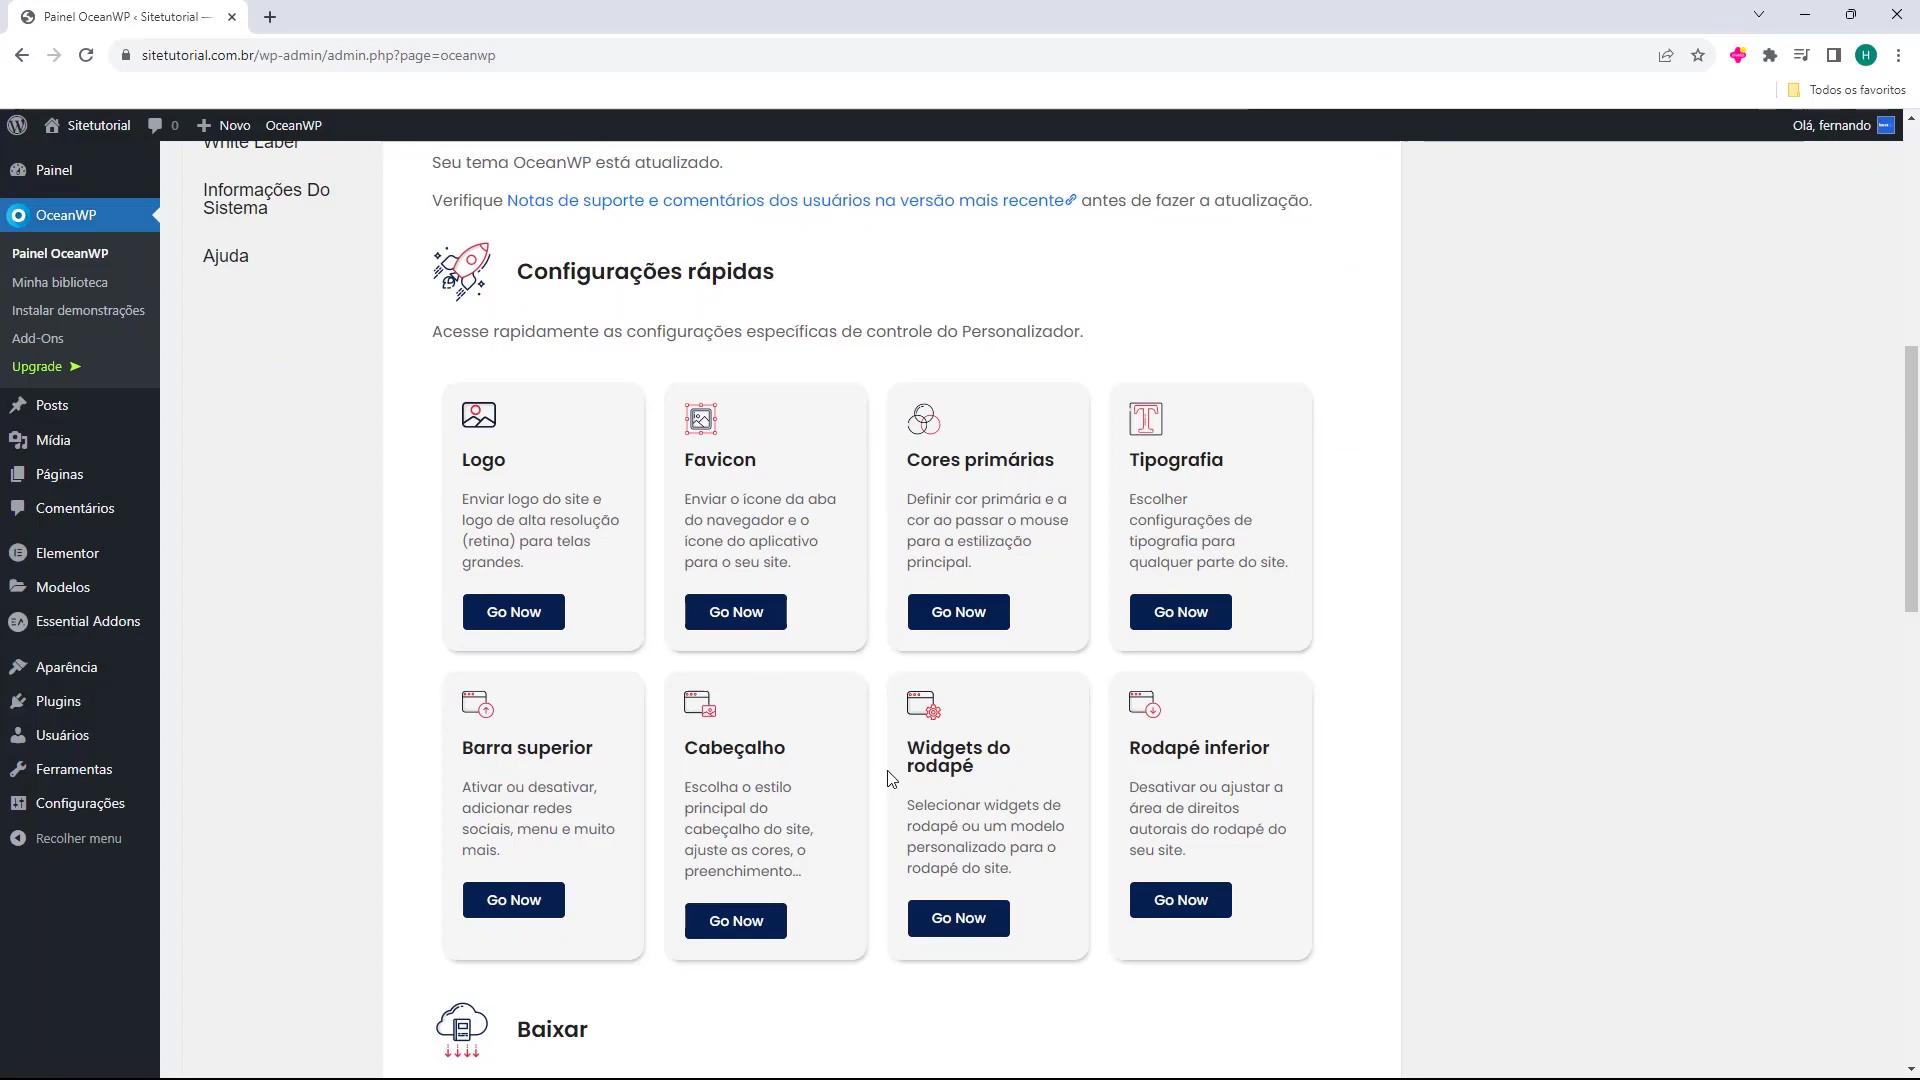 Painel OceanWP ‹ Sitetutorial —
sitetutorial.com.br/wp-admin/admin.php?page=oceanwp
H
Todos os favoritos
Sitetutorial
0
Novo
OceanWP
Olá, fernando
Painel
OceanWP
Painel OceanWP
Minha biblioteca
Instalar demonstrações
Add-Ons
Upgrade ➤
Posts
Mídia
Páginas
Comentários
Elementor
Modelos
Essential Addons
Aparência
Plugins
Usuários
Ferramentas
Configurações
Recolher menu
White Label
Informações Do
Sistema
Ajuda
Seu tema OceanWP está atualizado.
Verifique Notas de suporte e comentários dos usuários na versão mais recente antes de fazer a atualização.
Configurações rápidas
Acesse rapidamente as configurações específicas de controle do Personalizador.
Logo
Enviar logo do site e
logo de alta resolução
(retina) para telas
grandes.
Go Now
Favicon
Enviar o ícone da aba
do navegador e o
ícone do aplicativo
para o seu site.
Go Now
Cores primárias
Definir cor primária e a
cor ao passar o mouse
para a estilização
principal.
Go Now
Tipografia
Escolher
configurações de
tipografia para
qualquer parte do site.
Go Now
Barra superior
Ativar ou desativar,
adicionar redes
sociais, menu e muito
mais.
Go Now
Cabeçalho
Escolha o estilo
principal do
cabeçalho do site,
ajuste as cores, o
preenchimento...
Go Now
Widgets do
rodapé
Selecionar widgets de
rodapé ou um modelo
personalizado para o
rodapé do site.
Go Now
Rodapé inferior
Desativar ou ajustar a
área de direitos
autorais do rodapé do
seu site.
Go Now
Baixar